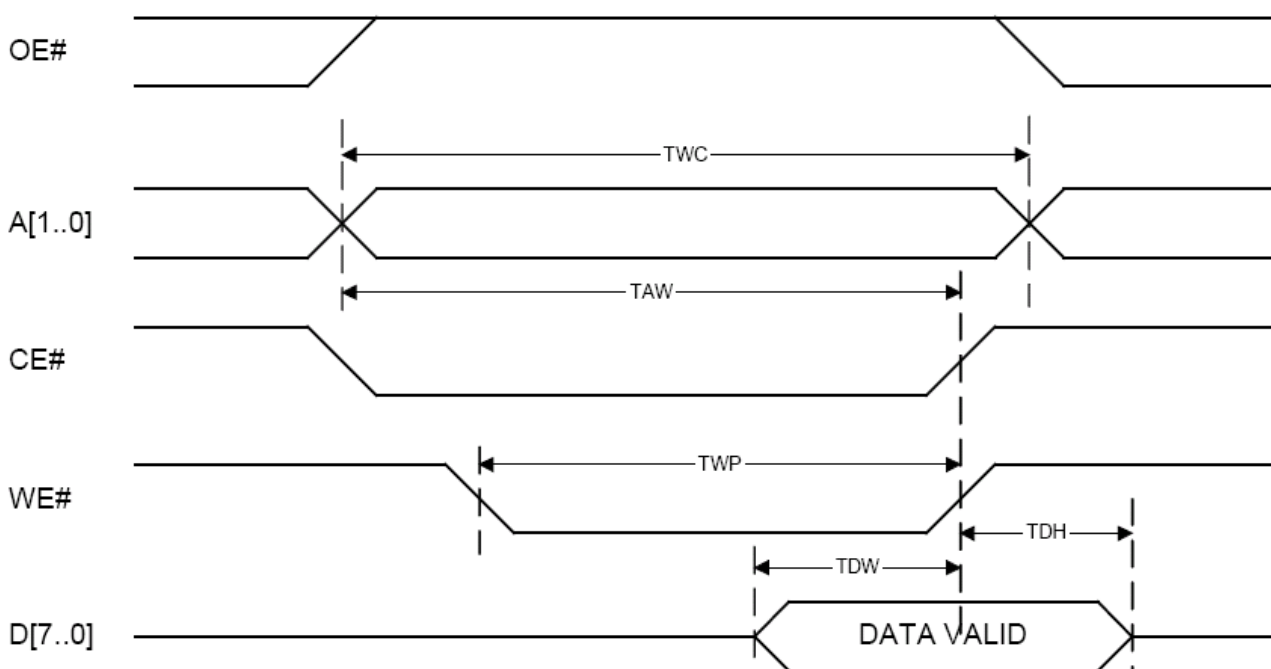 OE#
TWC
A[1..0]
TAW
CE#
TWP
WE#
TDH
TDW
D[7..0]
DATA VALID